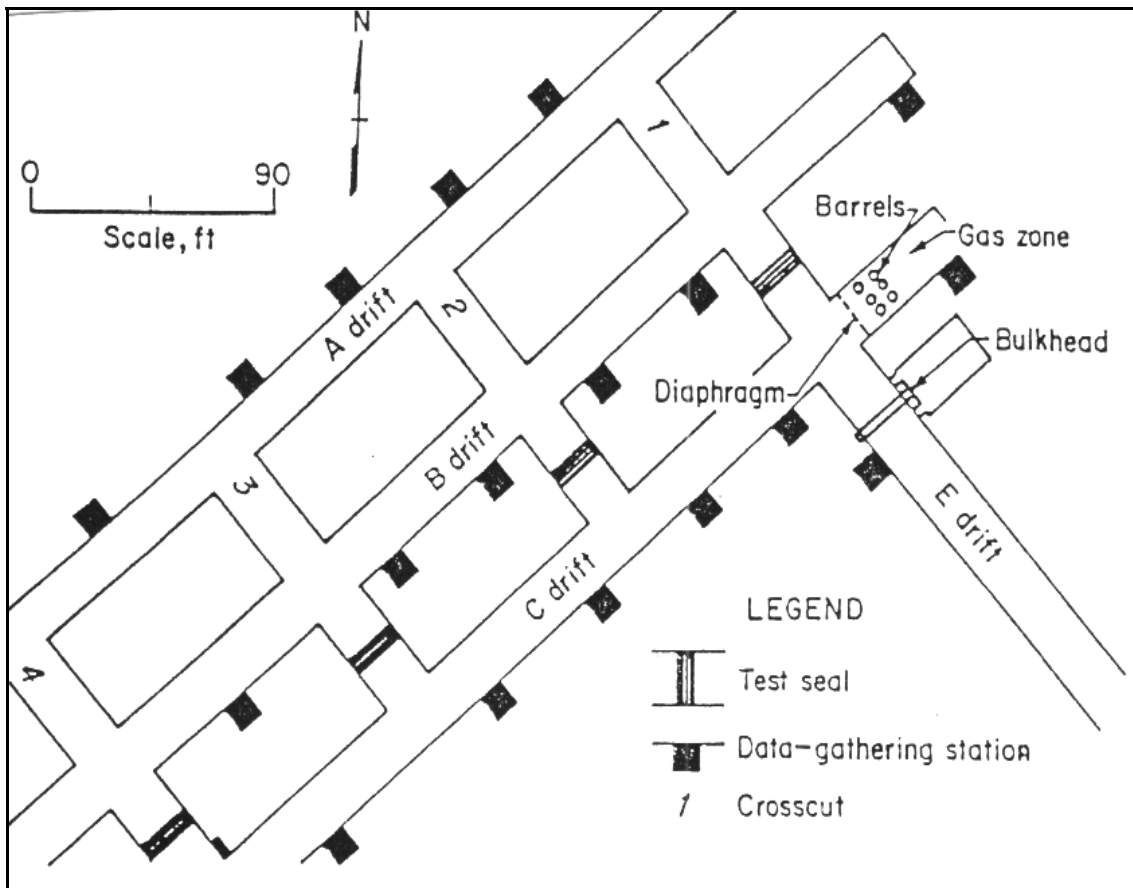 N
0 90
Scale, ft
1
Barrels
Gas zone
A drift
2
Bulkhead
Diaphragm
B drift
3
E drift
C drift
LEGEND
4
Test seal
Data-gathering station
1 Crosscut